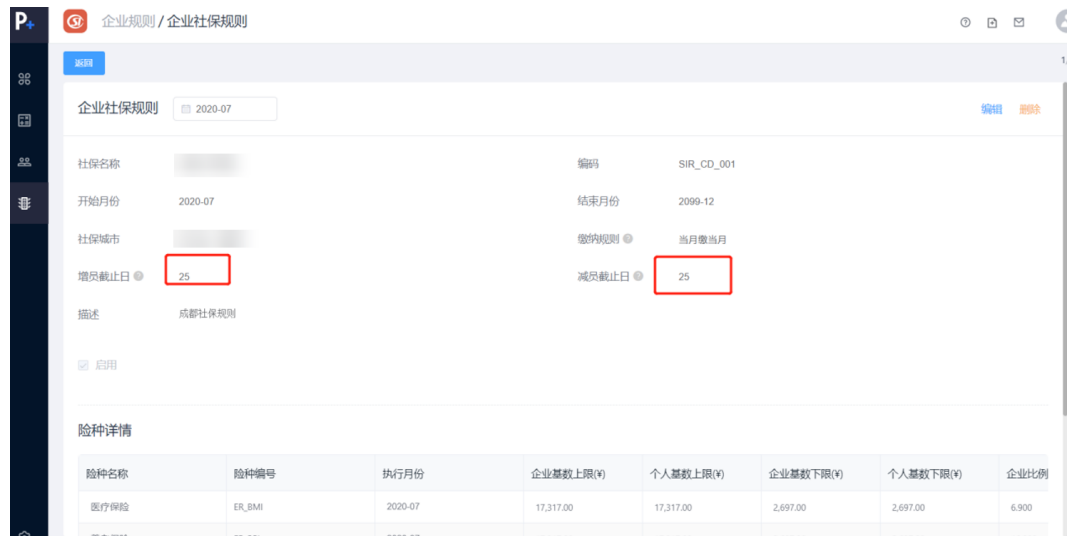 P+ 企业规则 / 企业社保规则
返回
企业社保规则 2020-07 编辑 删除
社保名称 编码 SIR_CD_001
开始月份 2020-07 结束月份 2099-12
社保城市 缴纳规则 当月缴当月
增员截止日 25 减员截止日 25
描述 成都社保规则
启用
险种详情
险种名称 险种编号 执行月份 企业基数上限(¥) 个人基数上限(¥) 企业基数下限(¥) 个人基数下限(¥) 企业比例
医疗保险 ER_BMI 2020-07 17,317.00 17,317.00 2,697.00 2,697.00 6.900